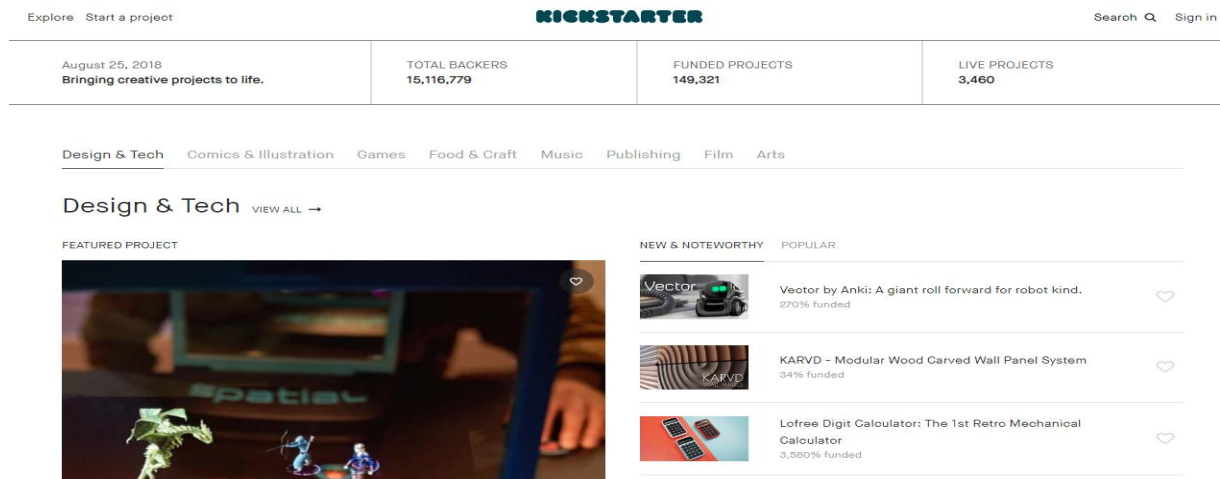 Explore Start a project
KICKSTARTER
Search Sign in
August 25, 2018
Bringing creative projects to life.
TOTAL BACKERS
15,116,779
FUNDED PROJECTS
149,321
LIVE PROJECTS
3,460
Design & Tech Comics & Illustration Games Food & Craft Music Publishing Film Arts
Design & Tech VIEW ALL →
FEATURED PROJECT
spatial
NEW & NOTEWORTHY POPULAR
Vector
Vector by Anki: A giant roll forward for robot kind.
270% funded
KARVD
WALL PANELS
KARVD - Modular Wood Carved Wall Panel System
34% funded
Lofree Digit Calculator: The 1st Retro Mechanical
Calculator
3,580% funded